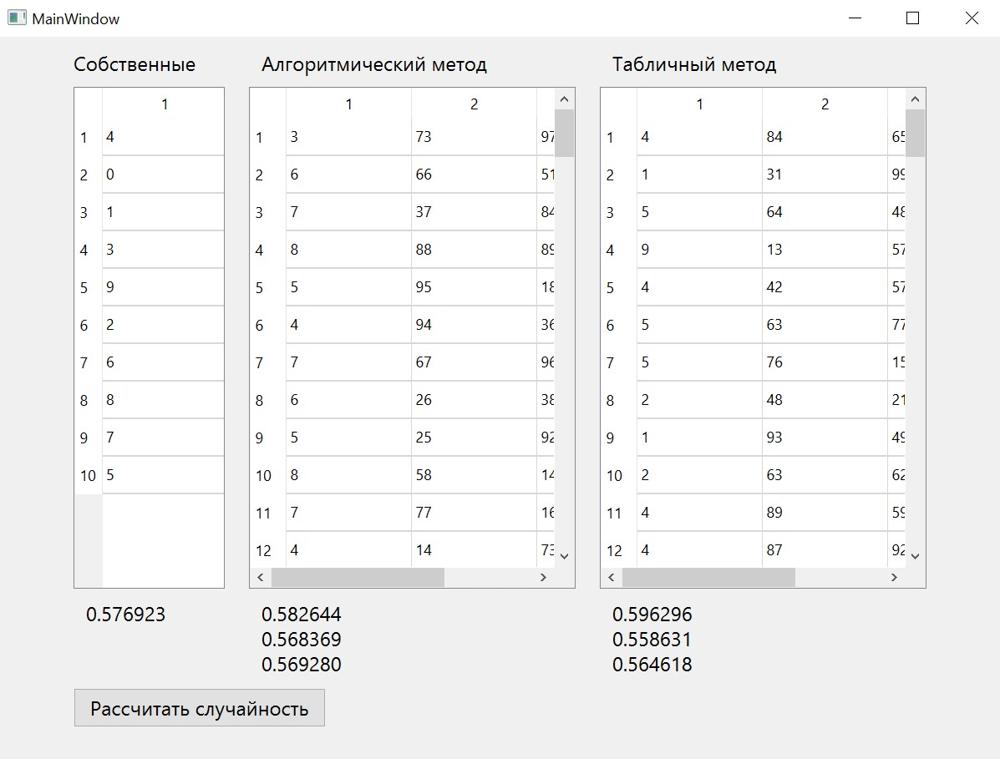 MainWindow
Собственные Алгоритмический метод Табличный метод
1 1 2 1 2
1 4 1 3 73 97 1 4 84 65
2 0 2 6 66 51 2 1 31 99
3 1 3 7 37 84 3 5 64 48
4 3 4 8 88 89 4 9 13 57
5 9 5 5 95 18 5 4 42 57
6 2 6 4 94 36 6 5 63 77
7 6 7 7 67 96 7 5 76 15
8 8 8 6 26 38 8 2 48 21
9 7 9 5 25 92 9 1 93 49
10 5 10 8 58 14 10 2 63 62
11 7 77 16 11 4 89 59
12 4 14 73 12 4 87 92
0.576923 0.582644 0.596296
0.568369 0.558631
0.569280 0.564618
Рассчитать случайность